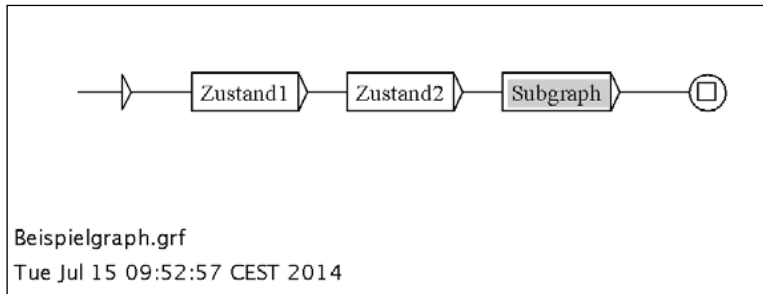 Zustand1 Zustand2 Subgraph
Beispielgraph.grf
Tue Jul 15 09:52:57 CEST 2014